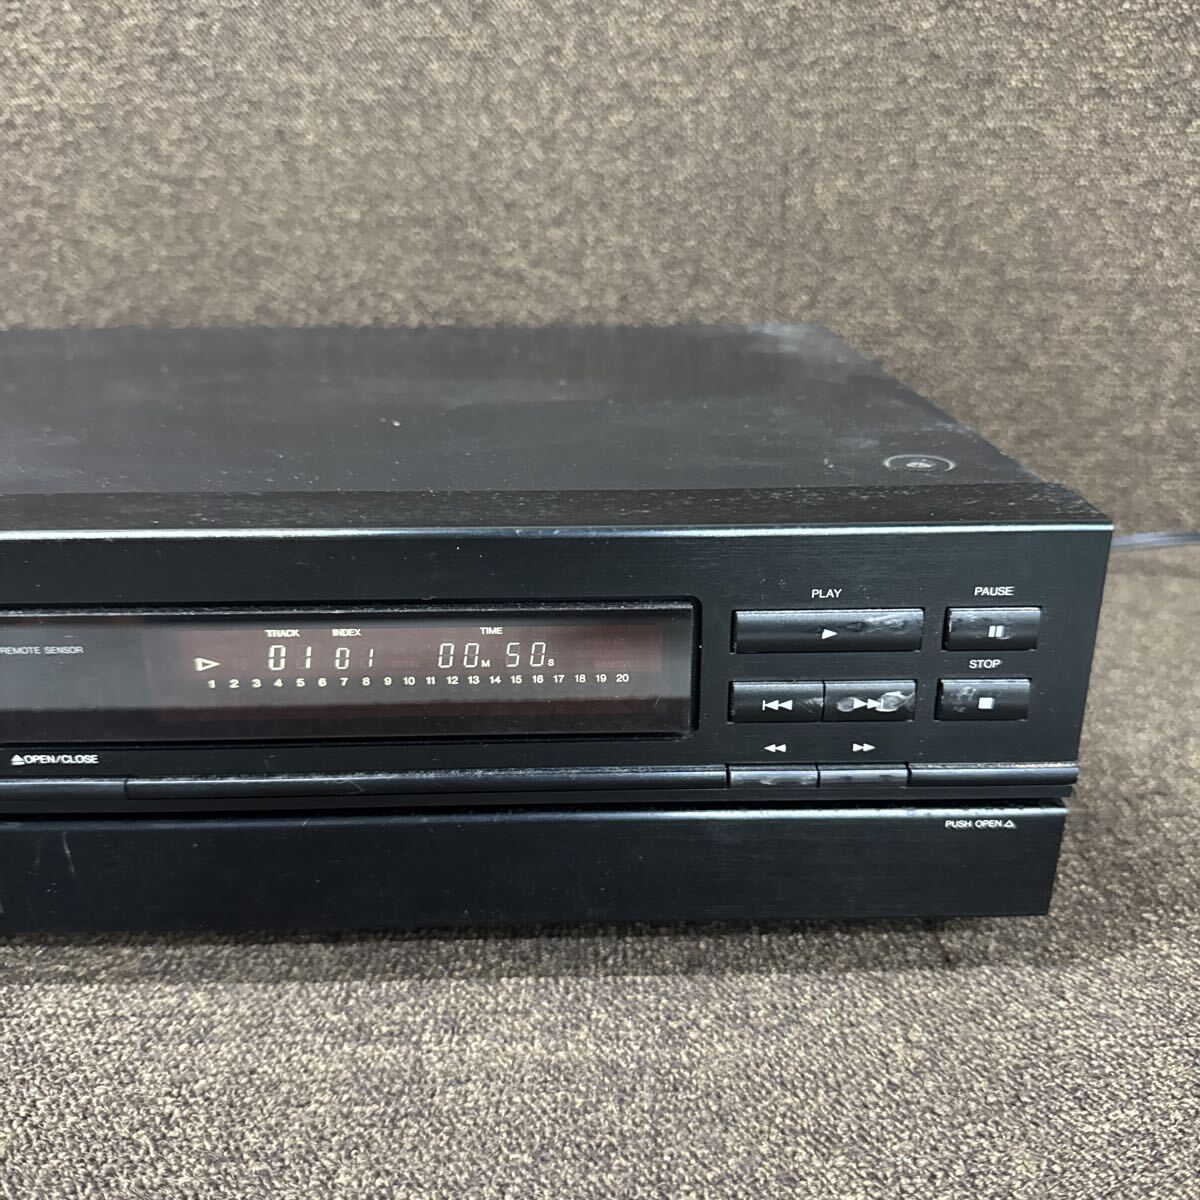 PLAY
PAUSE
TRACK INDEX TIME
REMOTE SENSOR
01 01 00M 50S
1 2 3 4 5 6 7 8 9 10 11 12 13 14 15 16 17 18 19 20
STOP
OPEN/CLOSE
PUSH OPEN